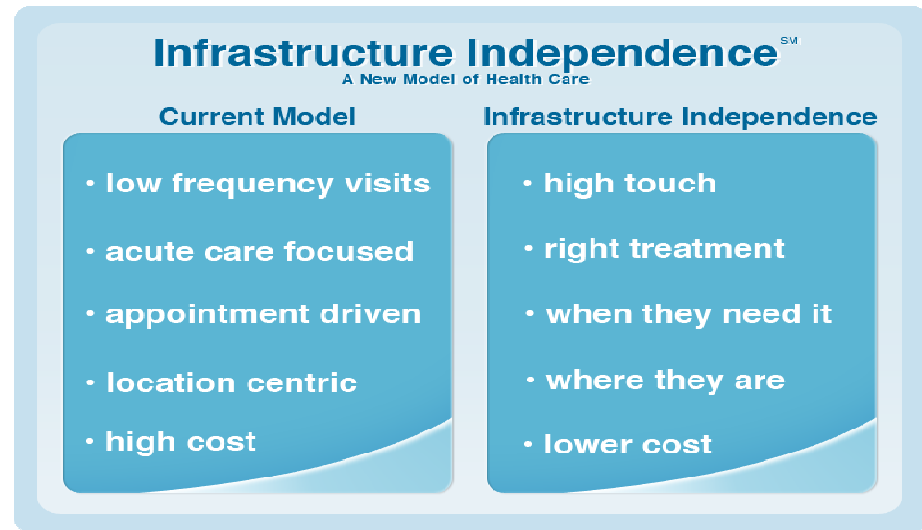 Infrastructure Independence℠
A New Model of Health Care
Current Model
• low frequency visits
• acute care focused
• appointment driven
• location centric
• high cost
Infrastructure Independence
• high touch
• right treatment
• when they need it
• where they are
• lower cost